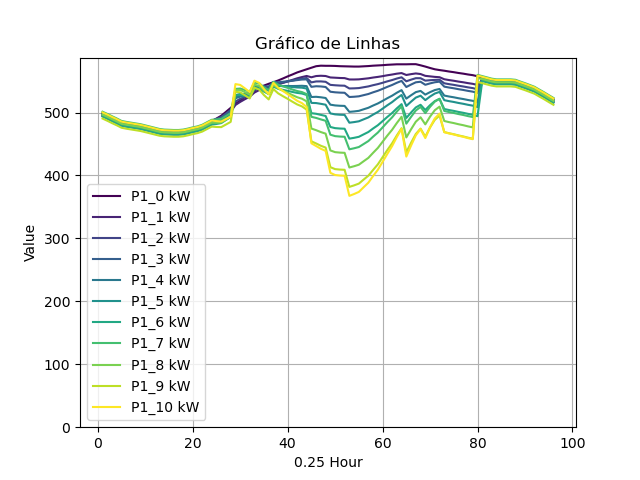 Gráfico de Linhas
Value
500
400
300
200
100
0
P1_0 kW
P1_1 kW
P1_2 kW
P1_3 kW
P1_4 kW
P1_5 kW
P1_6 kW
P1_7 kW
P1_8 kW
P1_9 kW
P1_10 kW
0 20 40 60 80 100
0.25 Hour